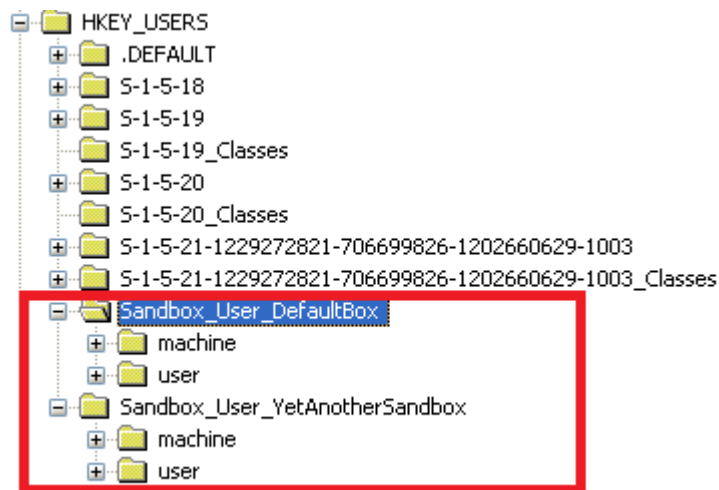 HKEY_USERS
.DEFAULT
S-1-5-18
S-1-5-19
S-1-5-19_Classes
S-1-5-20
S-1-5-20_Classes
S-1-5-21-1229272821-706699826-1202660629-1003
S-1-5-21-1229272821-706699826-1202660629-1003_Classes
Sandbox_User_DefaultBox
machine
user
Sandbox_User_YetAnotherSandbox
machine
user